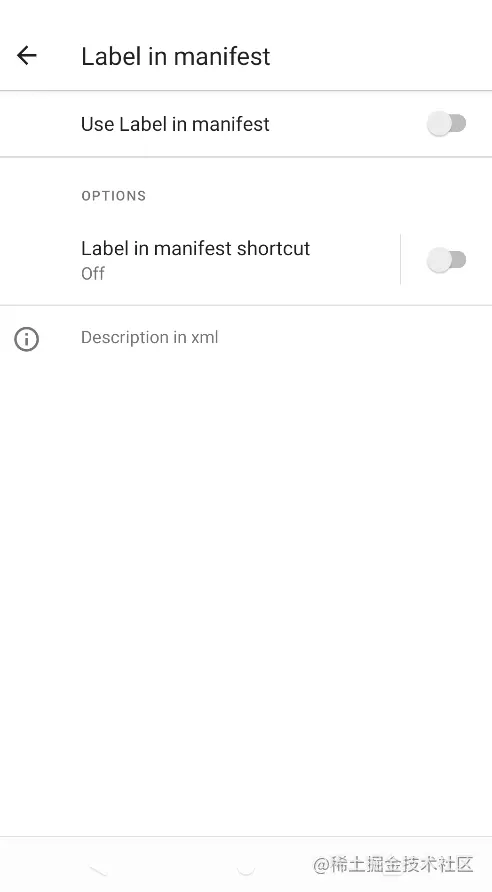 Label in manifest
Use Label in manifest
OPTIONS
Label in manifest shortcut
Off
Description in xml
@稀土掘金技术社区